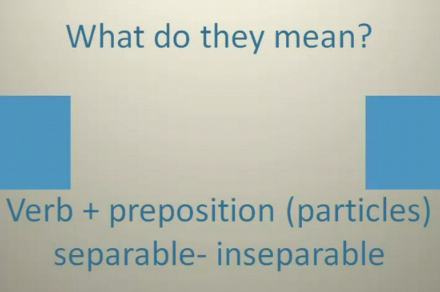 What do they mean?
Verb + preposition (particles)
separable- inseparable